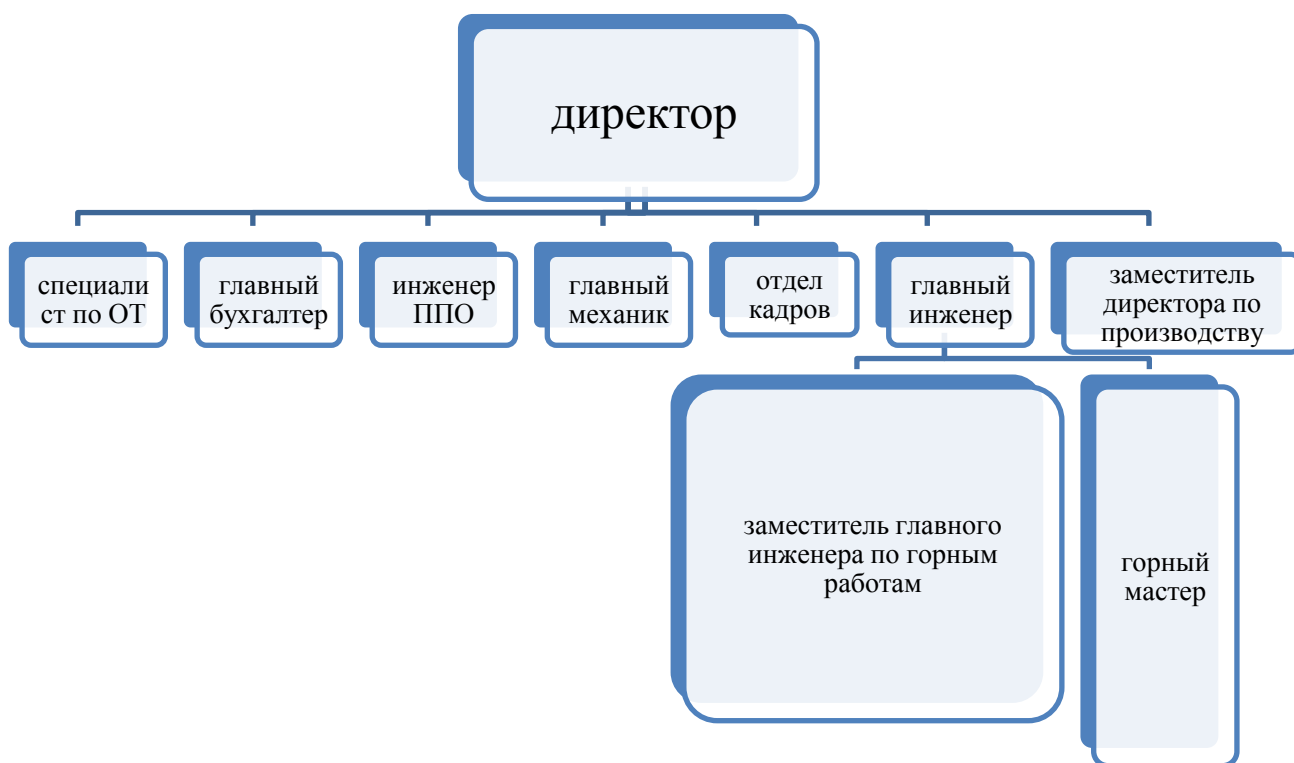 директор
специали
ст по ОТ
главный
бухгалтер
инженер
ППО
главный
механик
отдел
кадров
главный
инженер
заместитель
директора по
производству
заместитель главного
инженера по горным
работам
горный
мастер